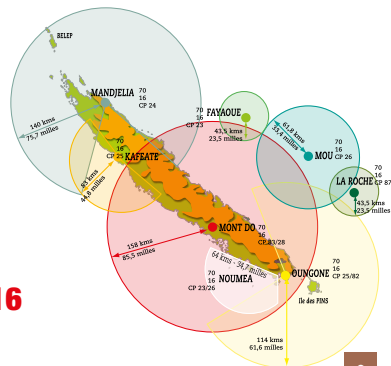 BELEP
MANDJELIA
70
16
CP 24
140 kms
75,7 milles
FAYAOUE
70
16
CP 23
43,5 kms
23,5 milles
61,8 kms
33,4 milles
MOU
70
16
CP 26
70
16
CP 25
KAFEATE
83 kms
44,8 milles
LA ROCHE
70
16
CP 87
43,5 kms
23,5 milles
MONT DO
70
16
CP 83/28
158 kms
85,5 milles
64 kms - 34,7 milles
NOUMEA
70
16
CP 23/26
OUNGONE
70
16
CP 25/82
Ile des PINS
16
114 kms
61,6 milles